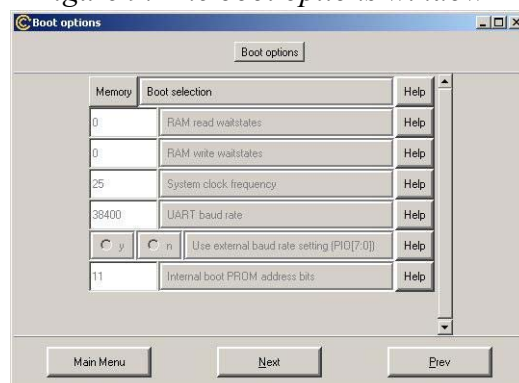 Boot options
Boot options
Memory Boot selection Help
0 RAM read waitstates Help
0 RAM write waitstates Help
25 System clock frequency Help
38400 UART baud rate Help
y n Use external baud rate setting (PIO[7:0]) Help
11 Internal boot PROM address bits Help
Main Menu Next Prev